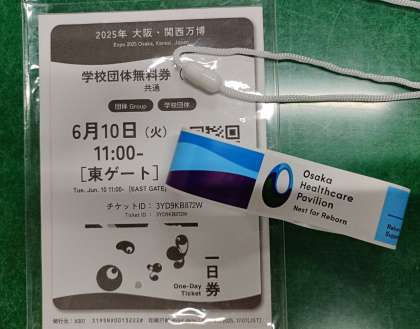 2025年 大阪・関西万博
Expo 2025 Osaka, Kansai, Japan
学校団体無料券
共通
団体 Group
学校団体
6月10日（火）
11:00-
［東ゲート］
Tue. Jun. 10 11:00- [EAST GATE]
チケットID： 3YD9KB872W
Ticket ID： 3YD9KB872W
一日券
One-Day
Ticket
Osaka
Healthcare
Pavilion
Nest for Reborn